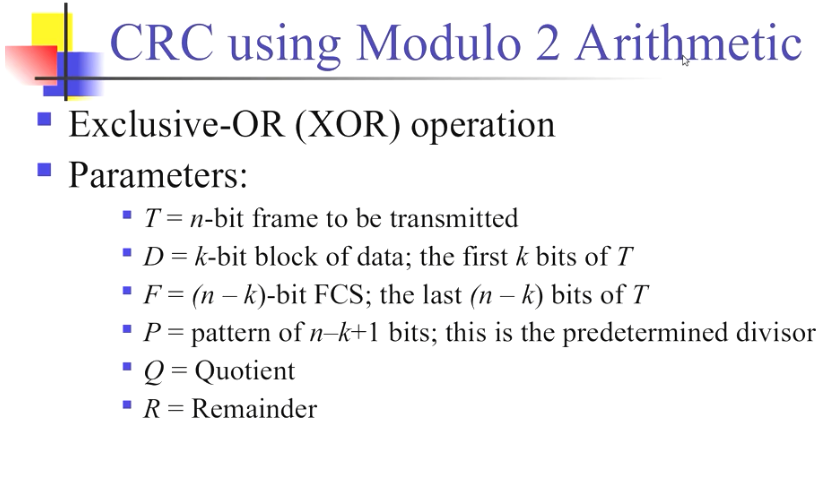 CRC using Modulo 2 Arithmetic
Exclusive-OR (XOR) operation
Parameters:
T = n-bit frame to be transmitted
D = k-bit block of data; the first k bits of T
F = (n – k)-bit FCS; the last (n – k) bits of T
P = pattern of n–k+1 bits; this is the predetermined divisor
Q = Quotient
R = Remainder